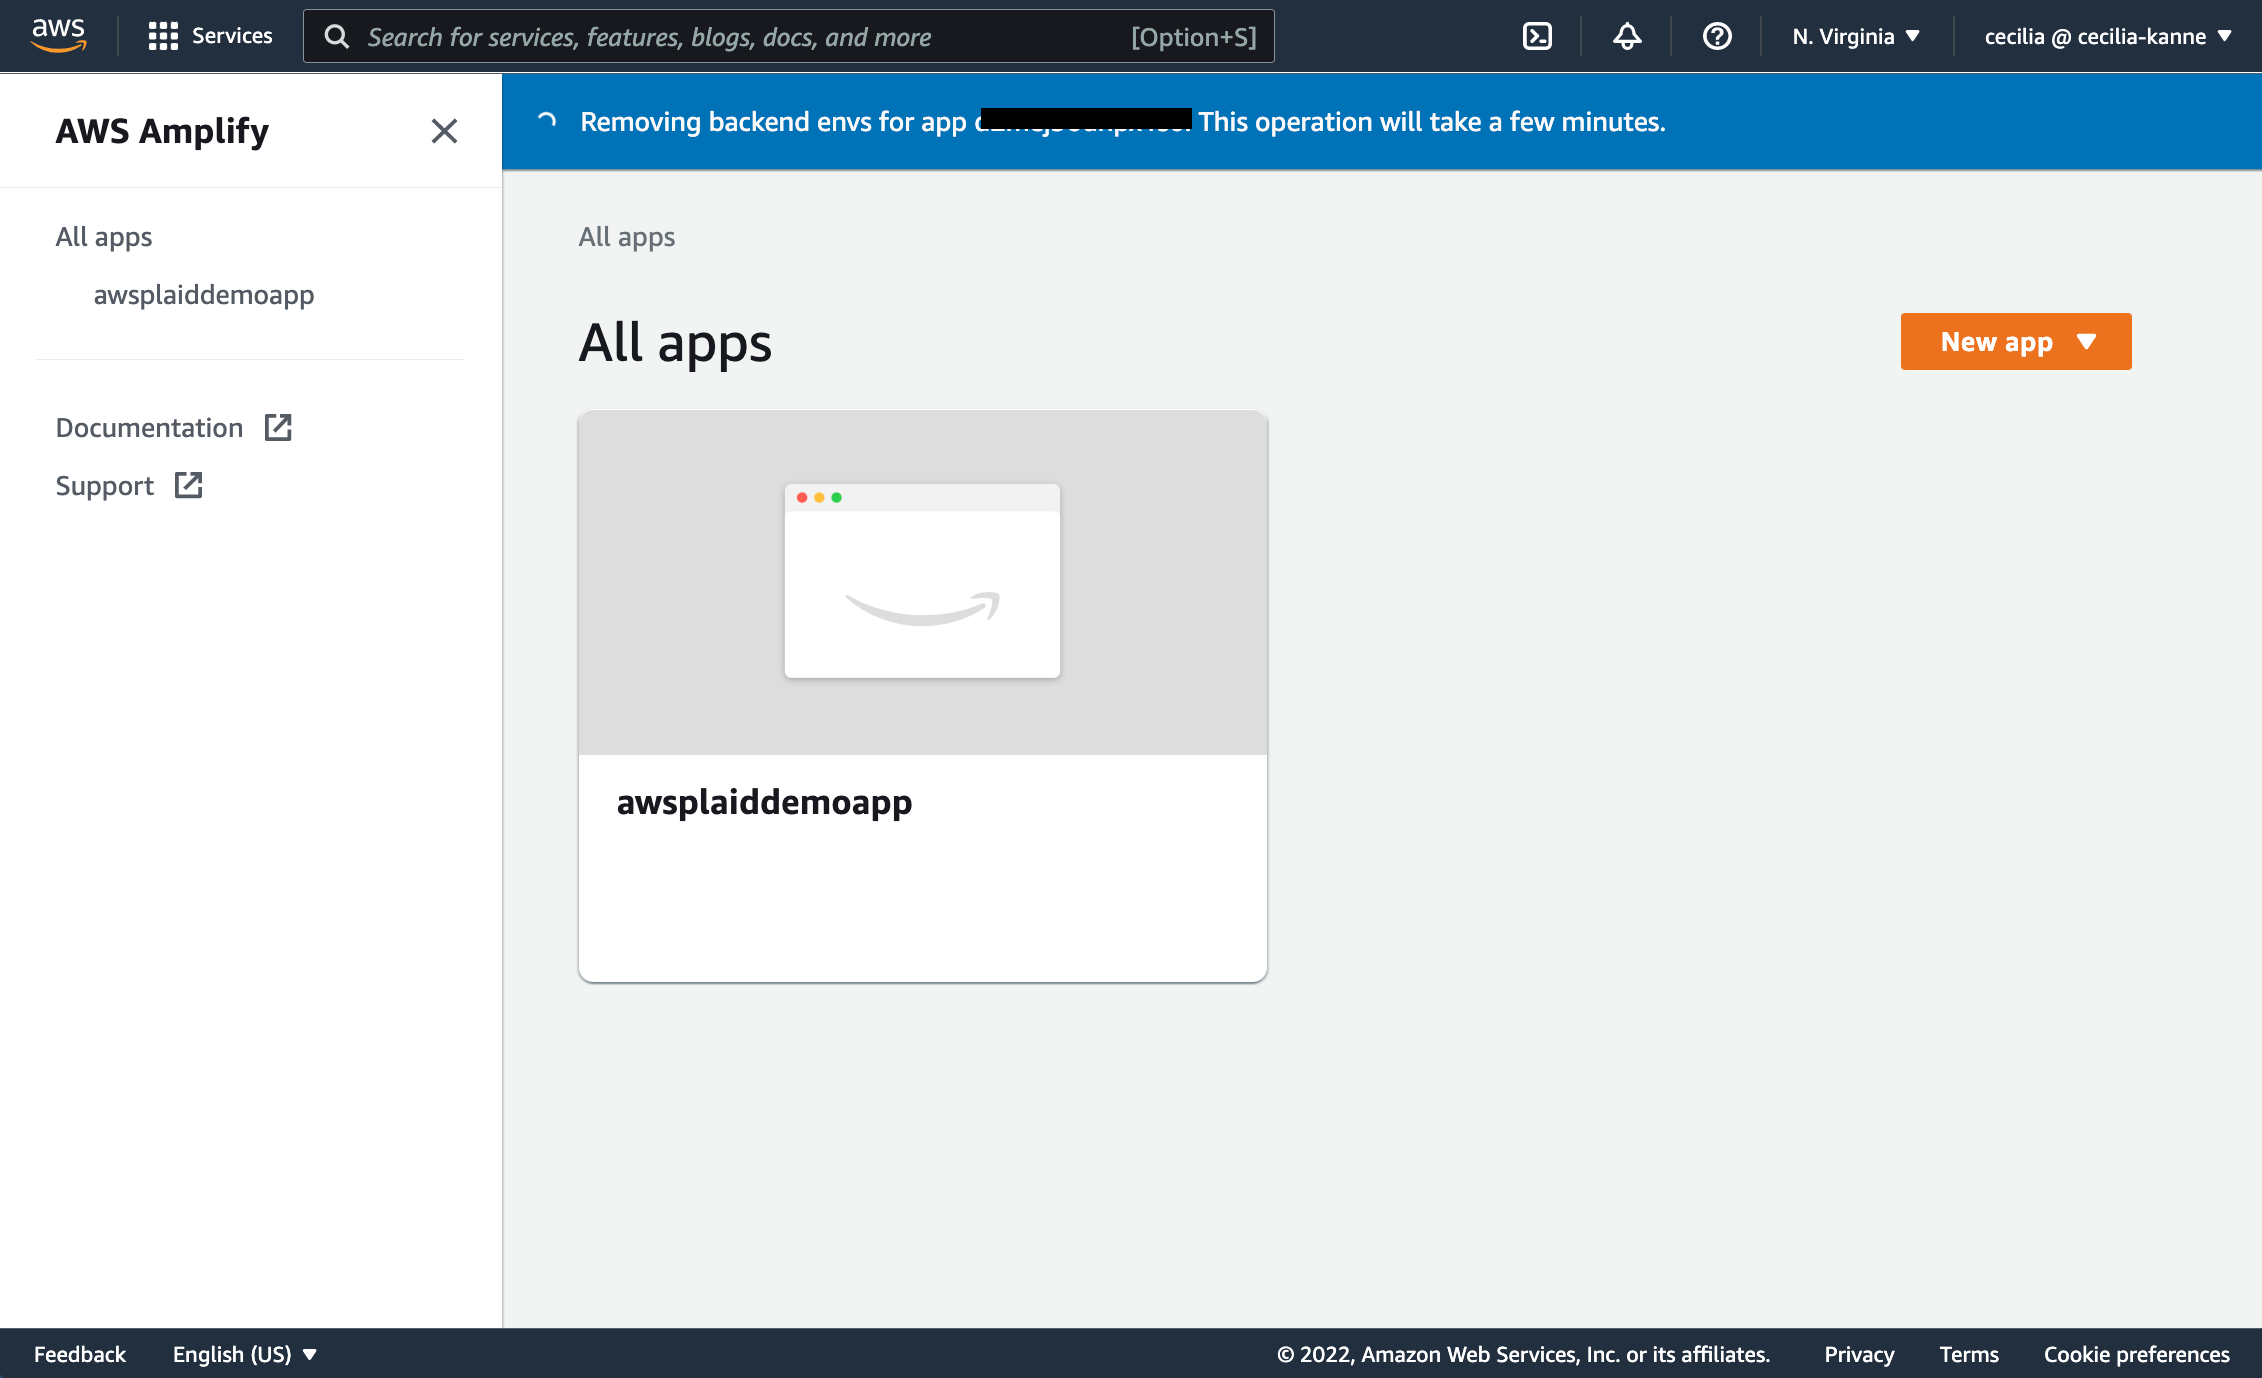 aws
Services
Search for services, features, blogs, docs, and more
[Option+S]
N. Virginia
cecilia @ cecilia-kanne
AWS Amplify
Removing backend envs for app This operation will take a few minutes.
All apps
awsplaiddemoapp
Documentation
Support
All apps
All apps
New app
awsplaiddemoapp
Feedback
English (US)
© 2022, Amazon Web Services, Inc. or its affiliates.
Privacy
Terms
Cookie preferences